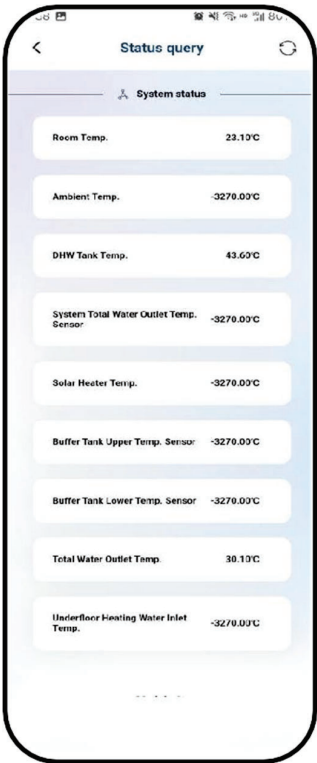 Status query
System status
Room Temp. 23.10°C
Ambient Temp. -3270.00°C
DHW Tank Temp. 43.60°C
System Total Water Outlet Temp. -3270.00°C
Sensor
Solar Heater Temp. -3270.00°C
Buffer Tank Upper Temp. Sensor -3270.00°C
Buffer Tank Lower Temp. Sensor -3270.00°C
Total Water Outlet Temp. 30.10°C
Underfloor Heating Water Inlet -3270.00°C
Temp.